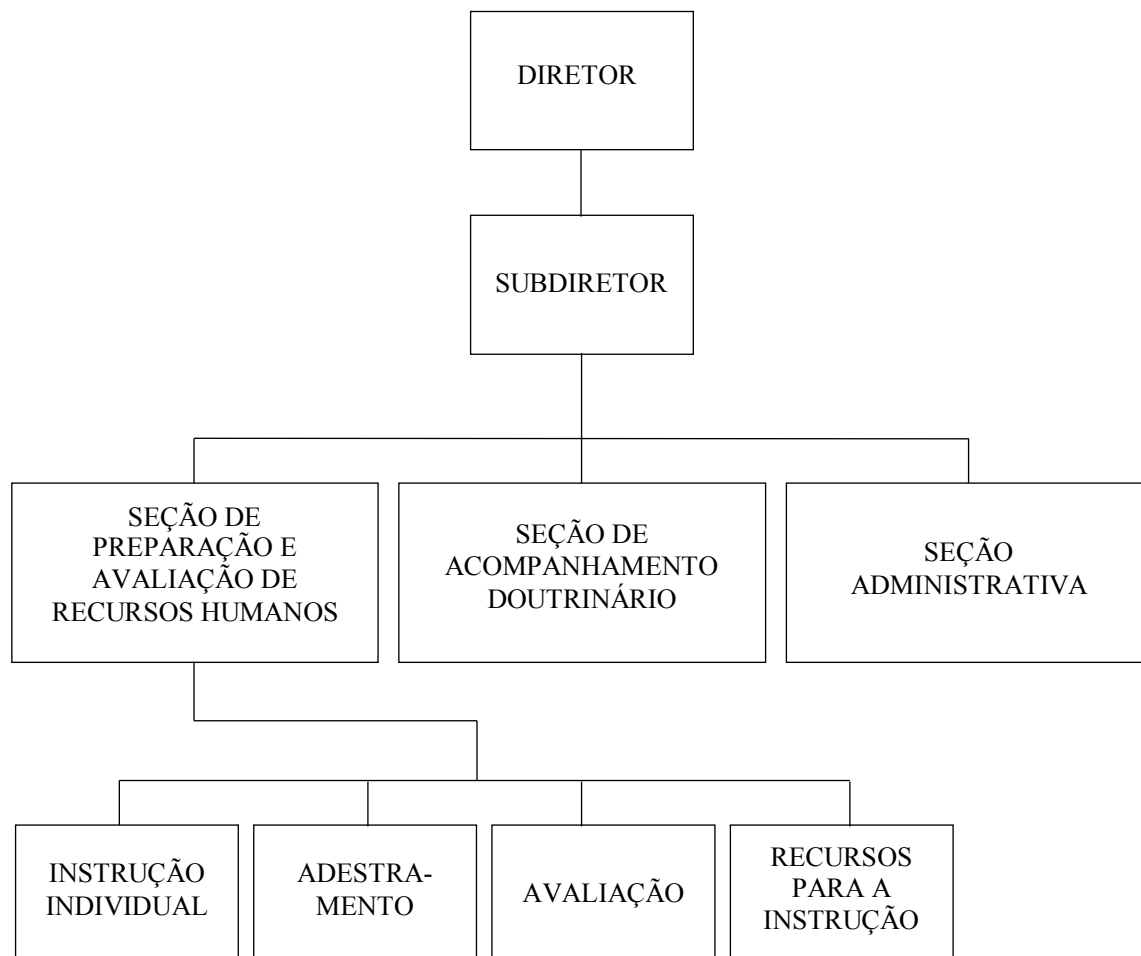 DIRETOR
SUBDIRETOR
SEÇÃO DE
PREPARAÇÃO E
AVALIAÇÃO DE
RECURSOS HUMANOS
SEÇÃO DE
ACOMPANHAMENTO
DOUTRINÁRIO
SEÇÃO
ADMINISTRATIVA
INSTRUÇÃO
INDIVIDUAL
ADESTRA-
MENTO
AVALIAÇÃO
RECURSOS
PARA A
INSTRUÇÃO